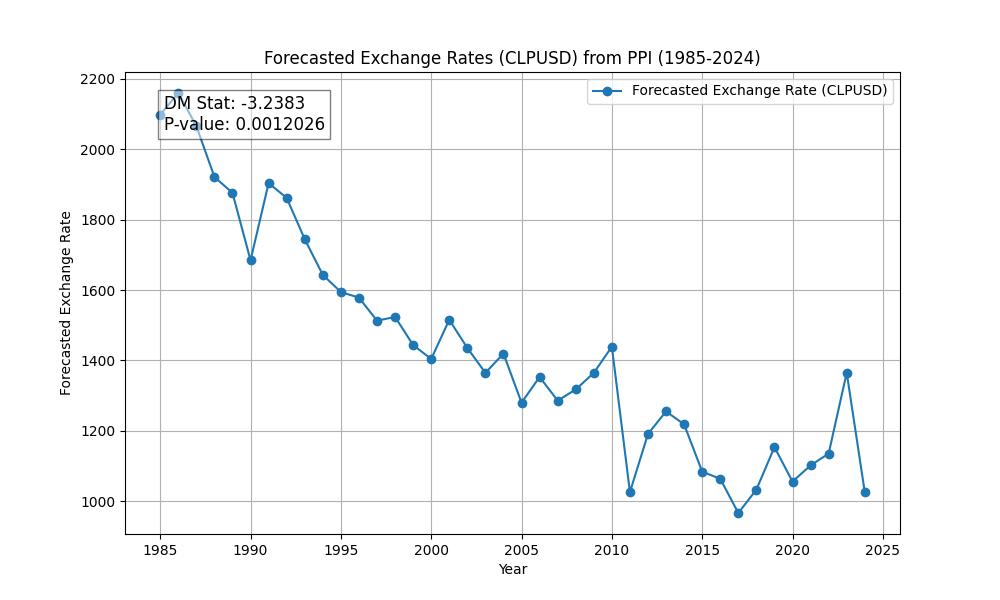 Forecasted Exchange Rates (CLPUSD) from PPI (1985-2024)
DM Stat: -3.2383
P-value: 0.0012026
Forecasted Exchange Rate (CLPUSD)
Forecasted Exchange Rate
2200
2000
1800
1600
1400
1200
1000
1985 1990 1995 2000 2005 2010 2015 2020 2025
Year